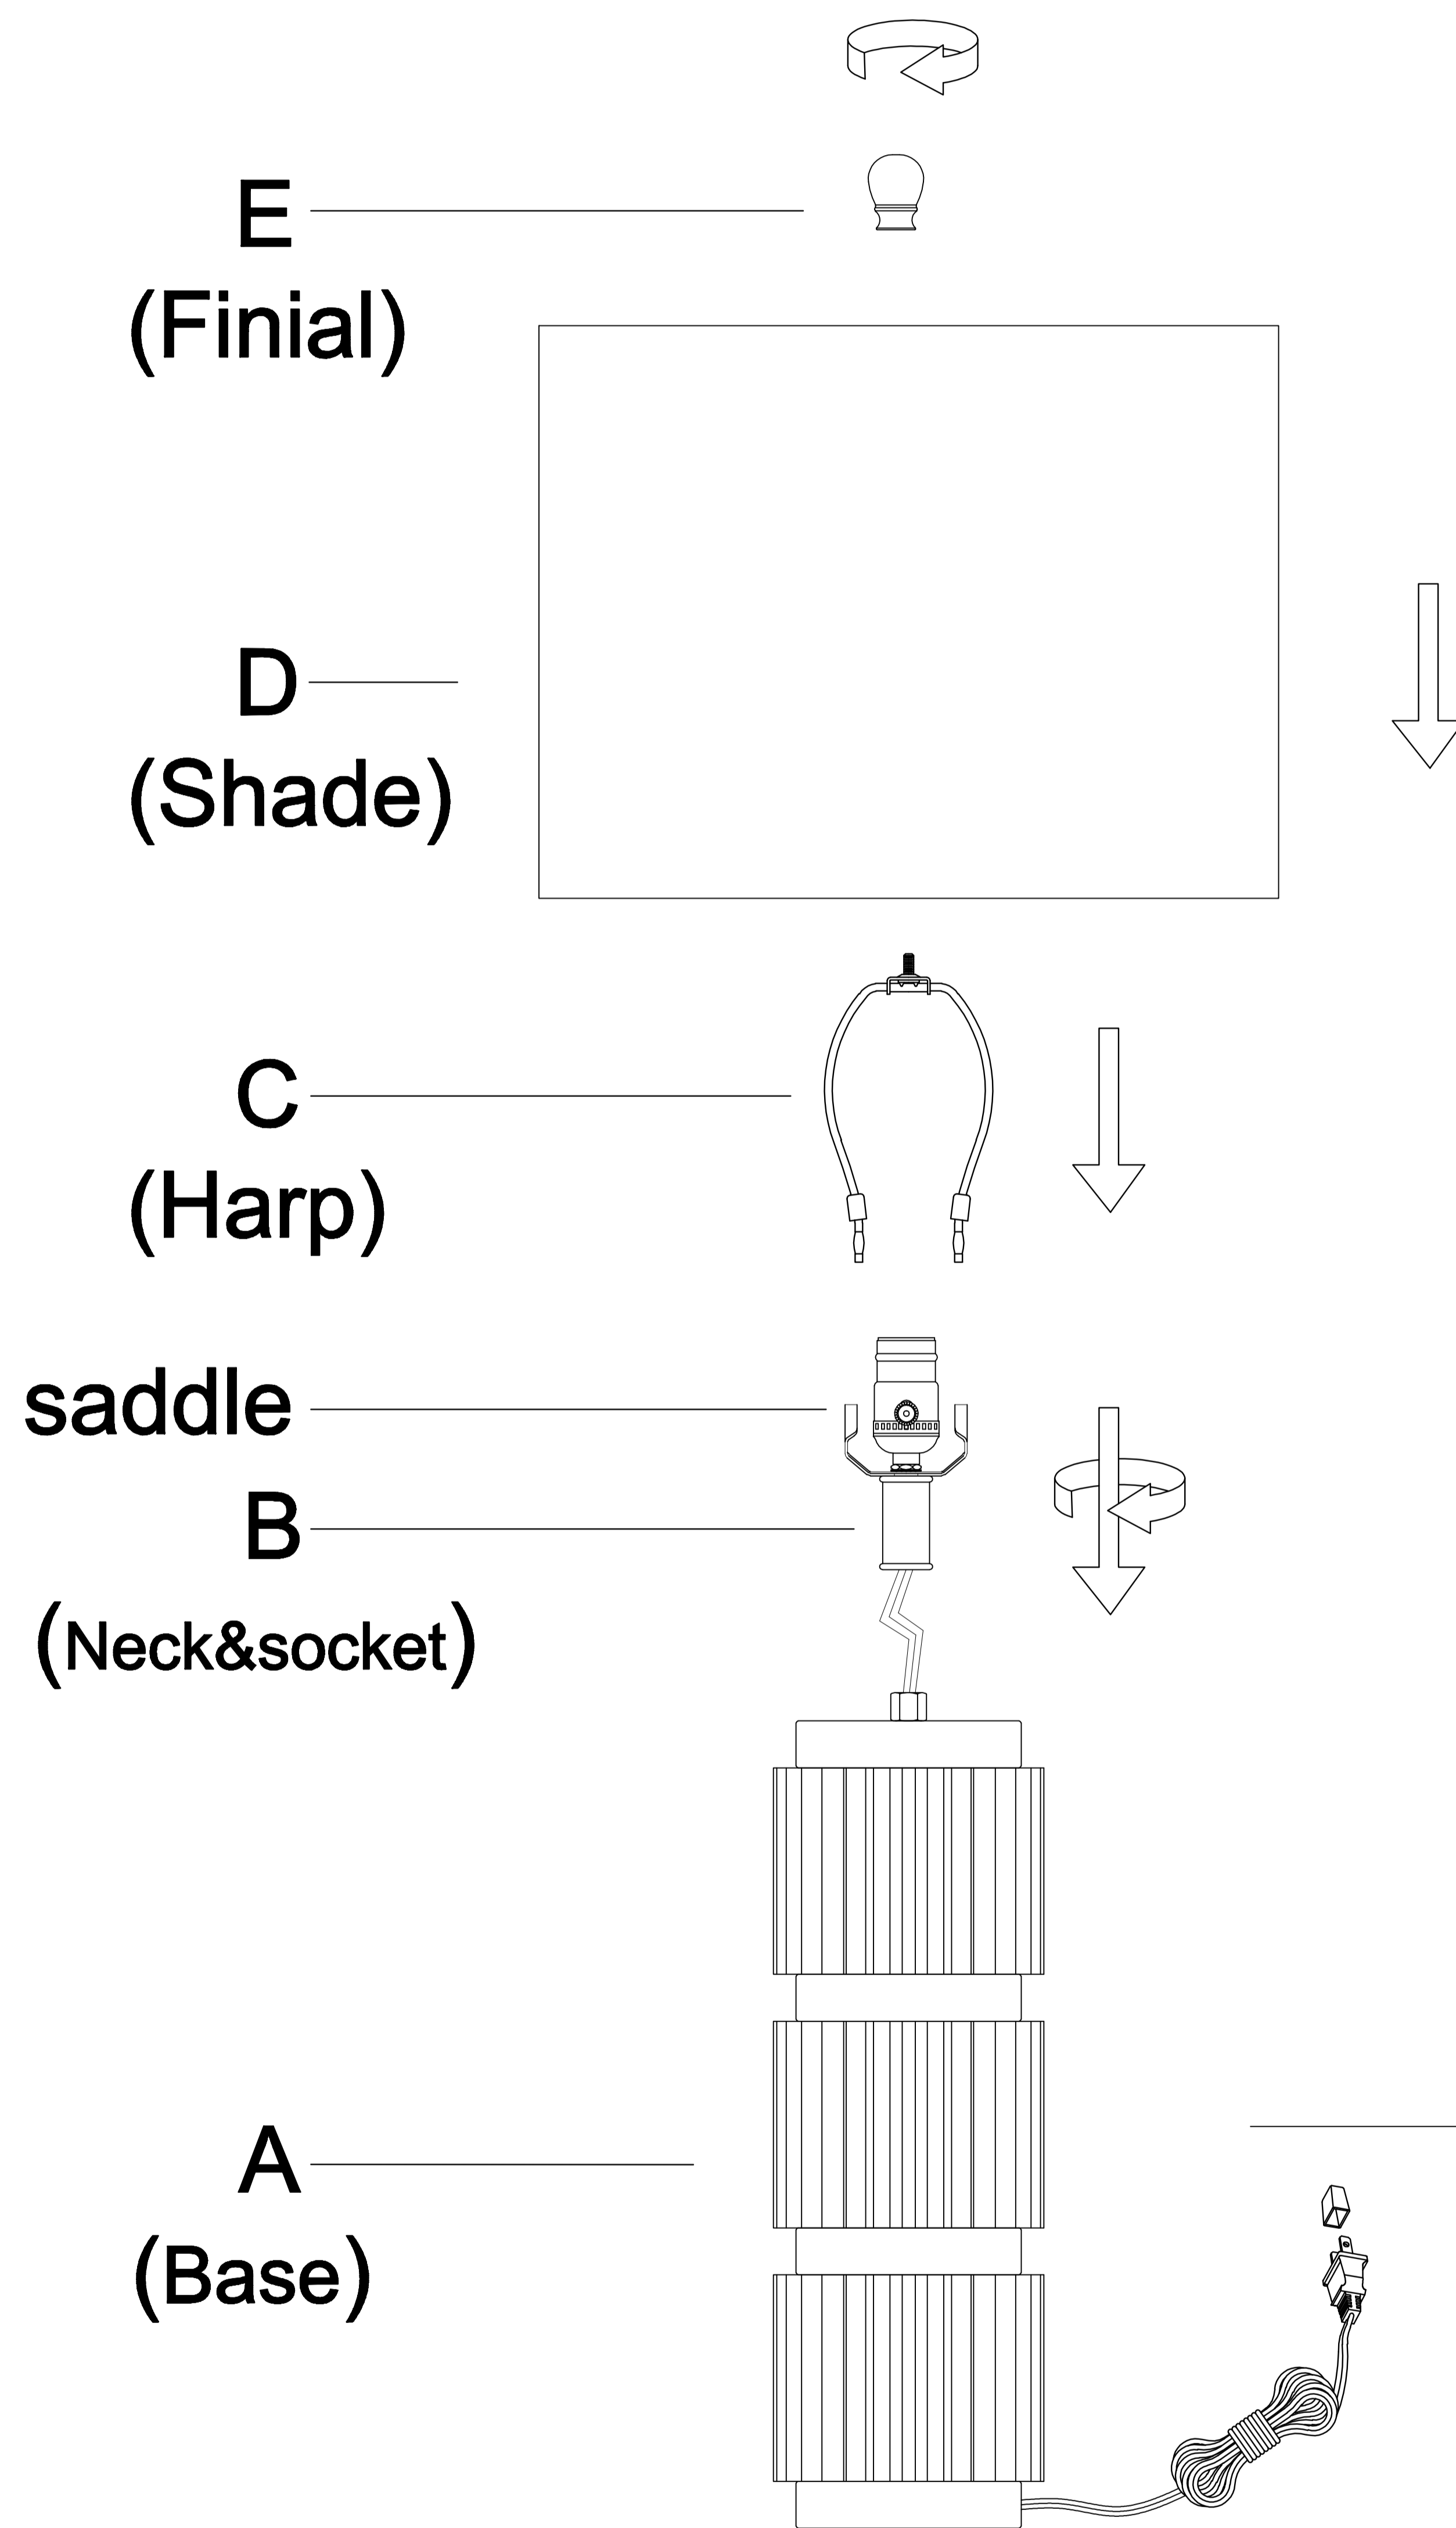 E
(Finial)
D
(Shade)
C
(Harp)
saddle
B
(Neck&socket)
A
(Base)